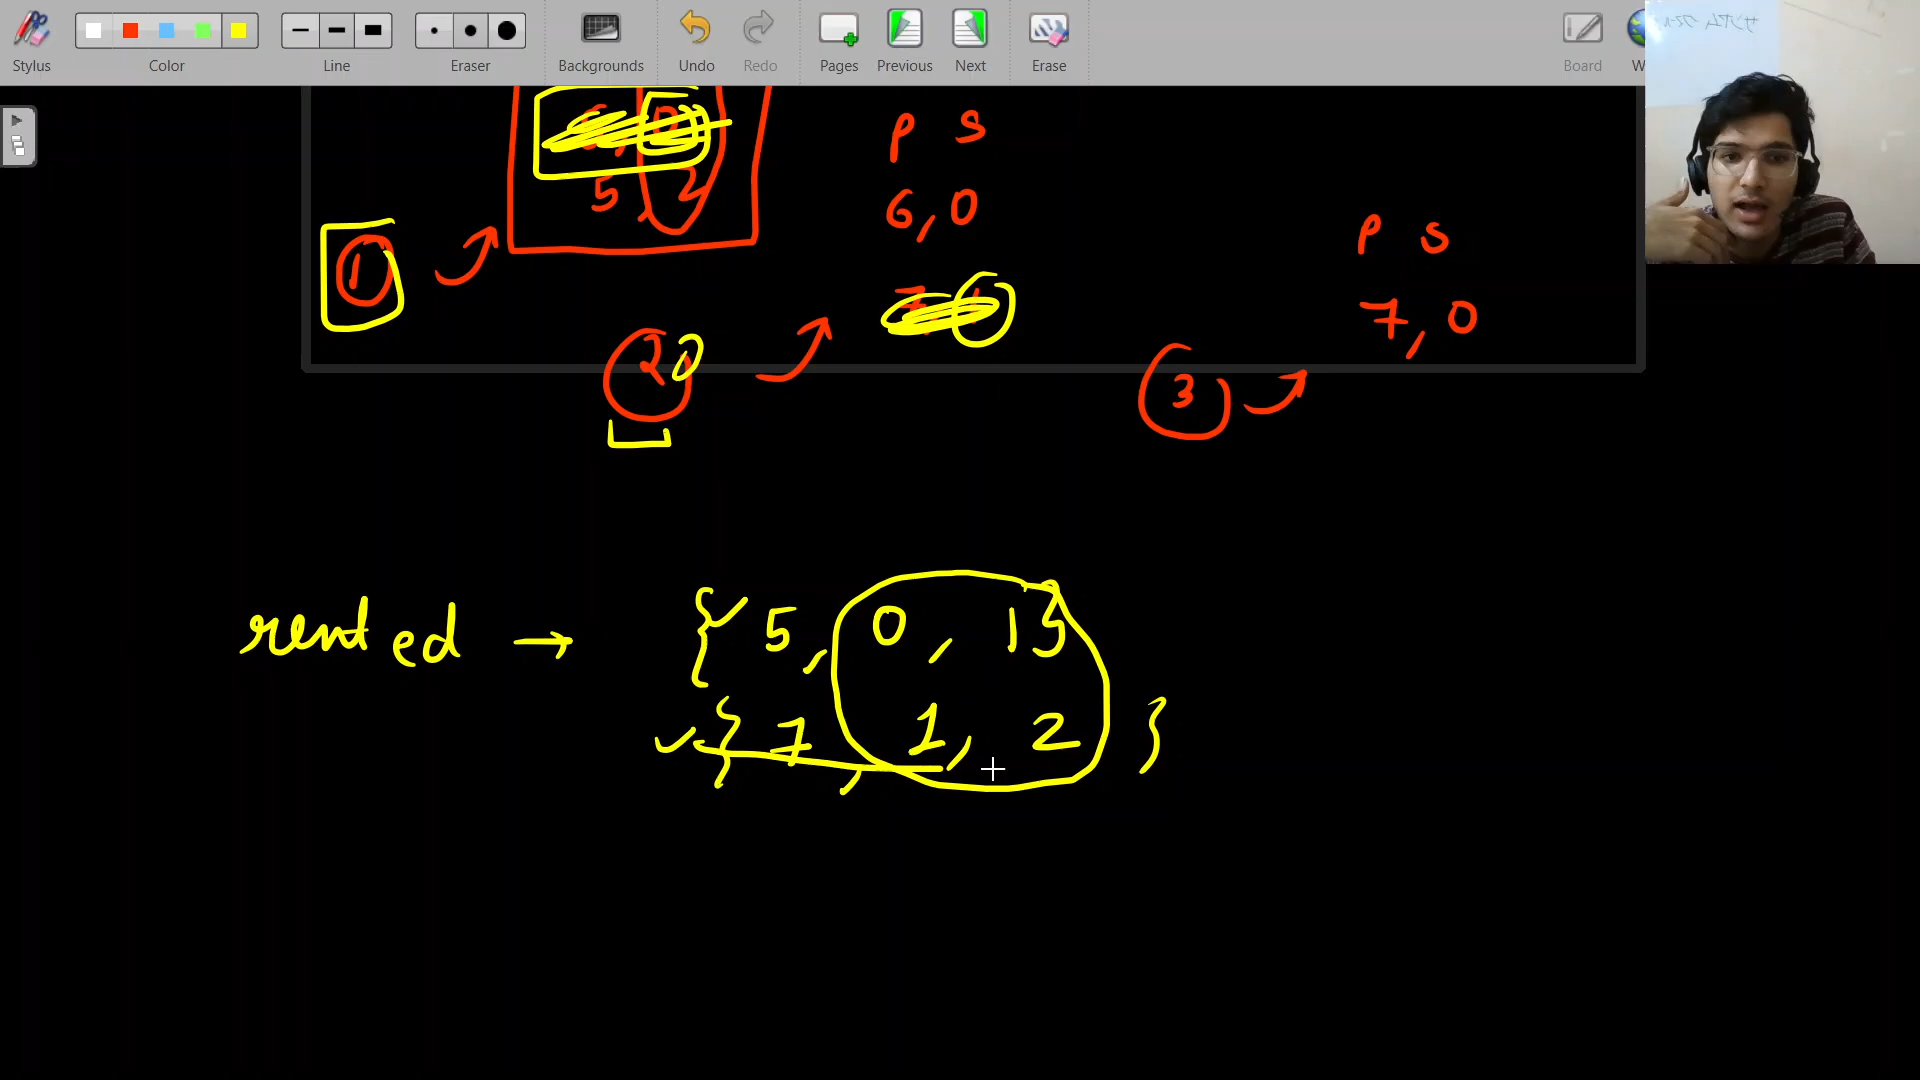 Stylus
Color
Line
Eraser
Backgrounds
Undo
Redo
Pages
Previous
Next
Erase
Board
W
5, 2
P S
6, 0
P S
7, 0
1
2
3
rented → { 5, 0, 1}
{ 7, 1, 2 }